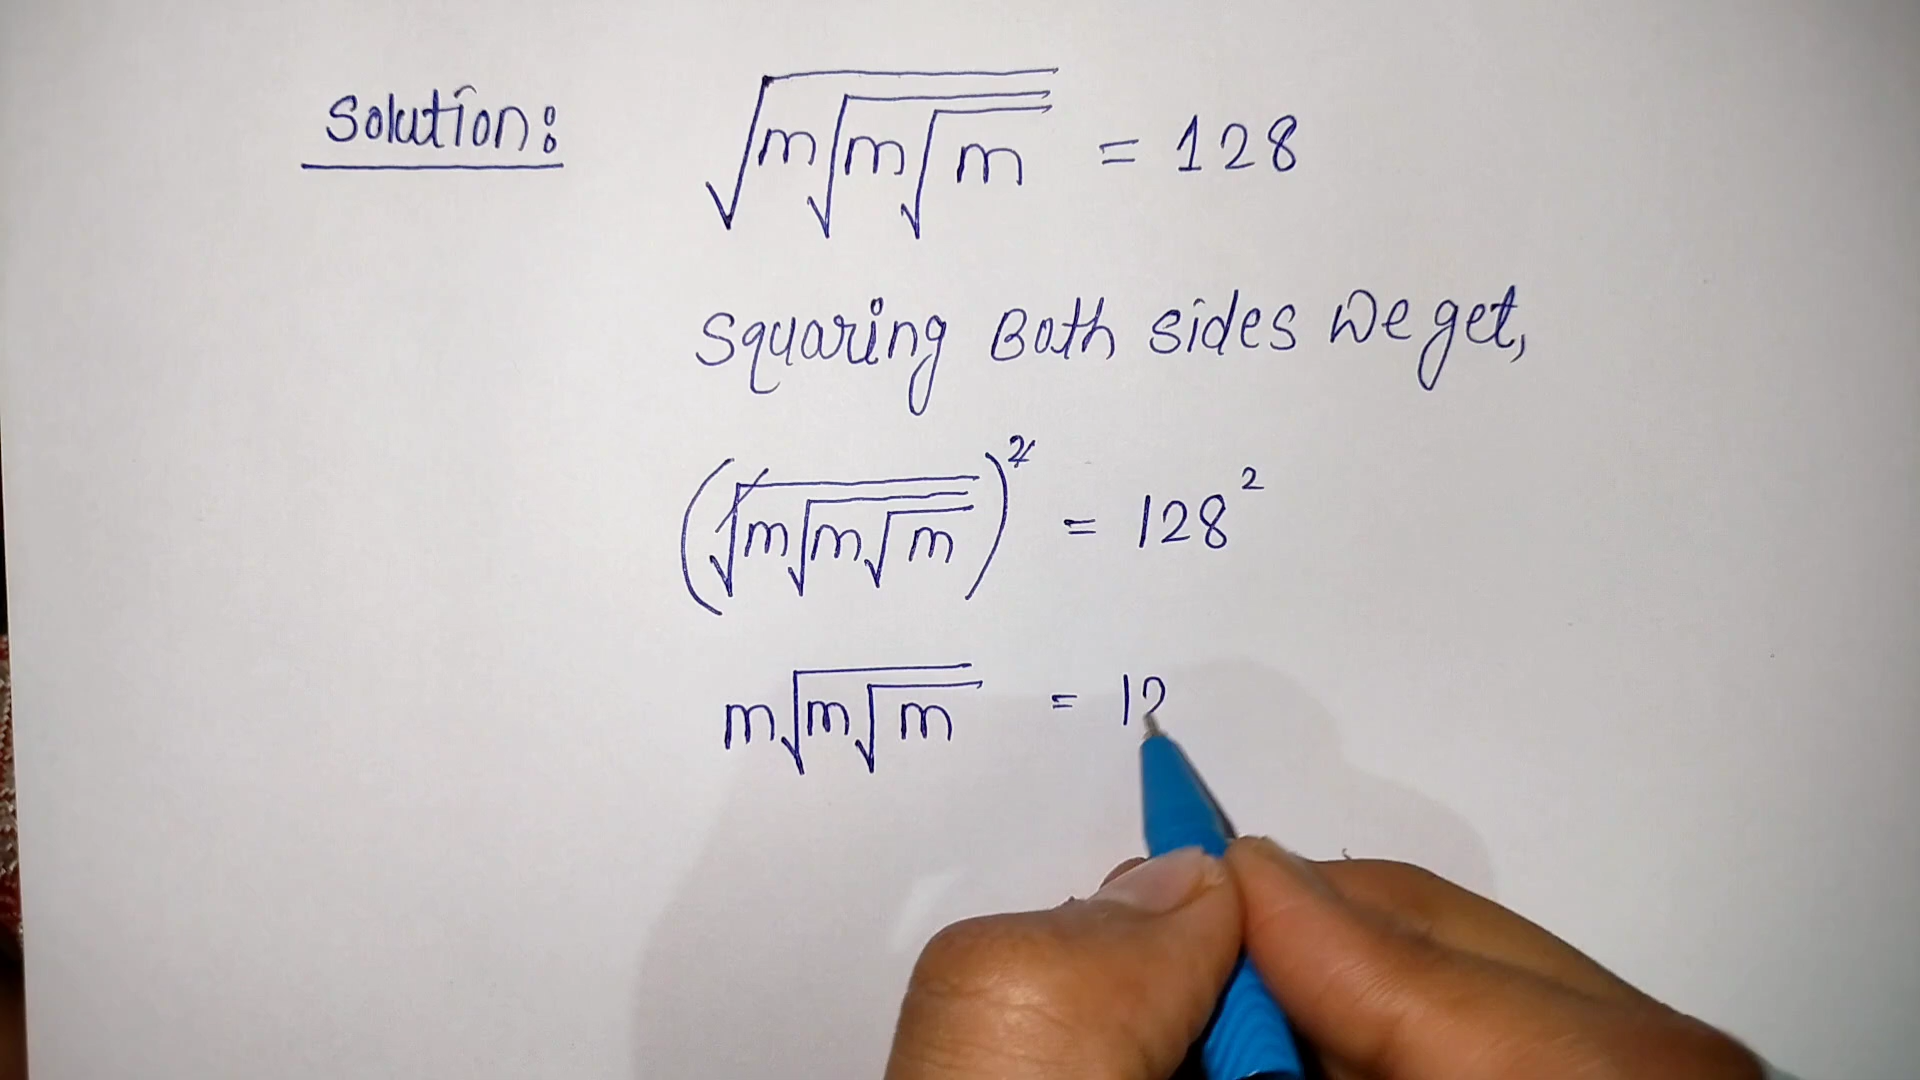 Solution: √m√m√m = 128
Squaring Both sides We get,
(√m√m√m)² = 128²
m√m√m = 12